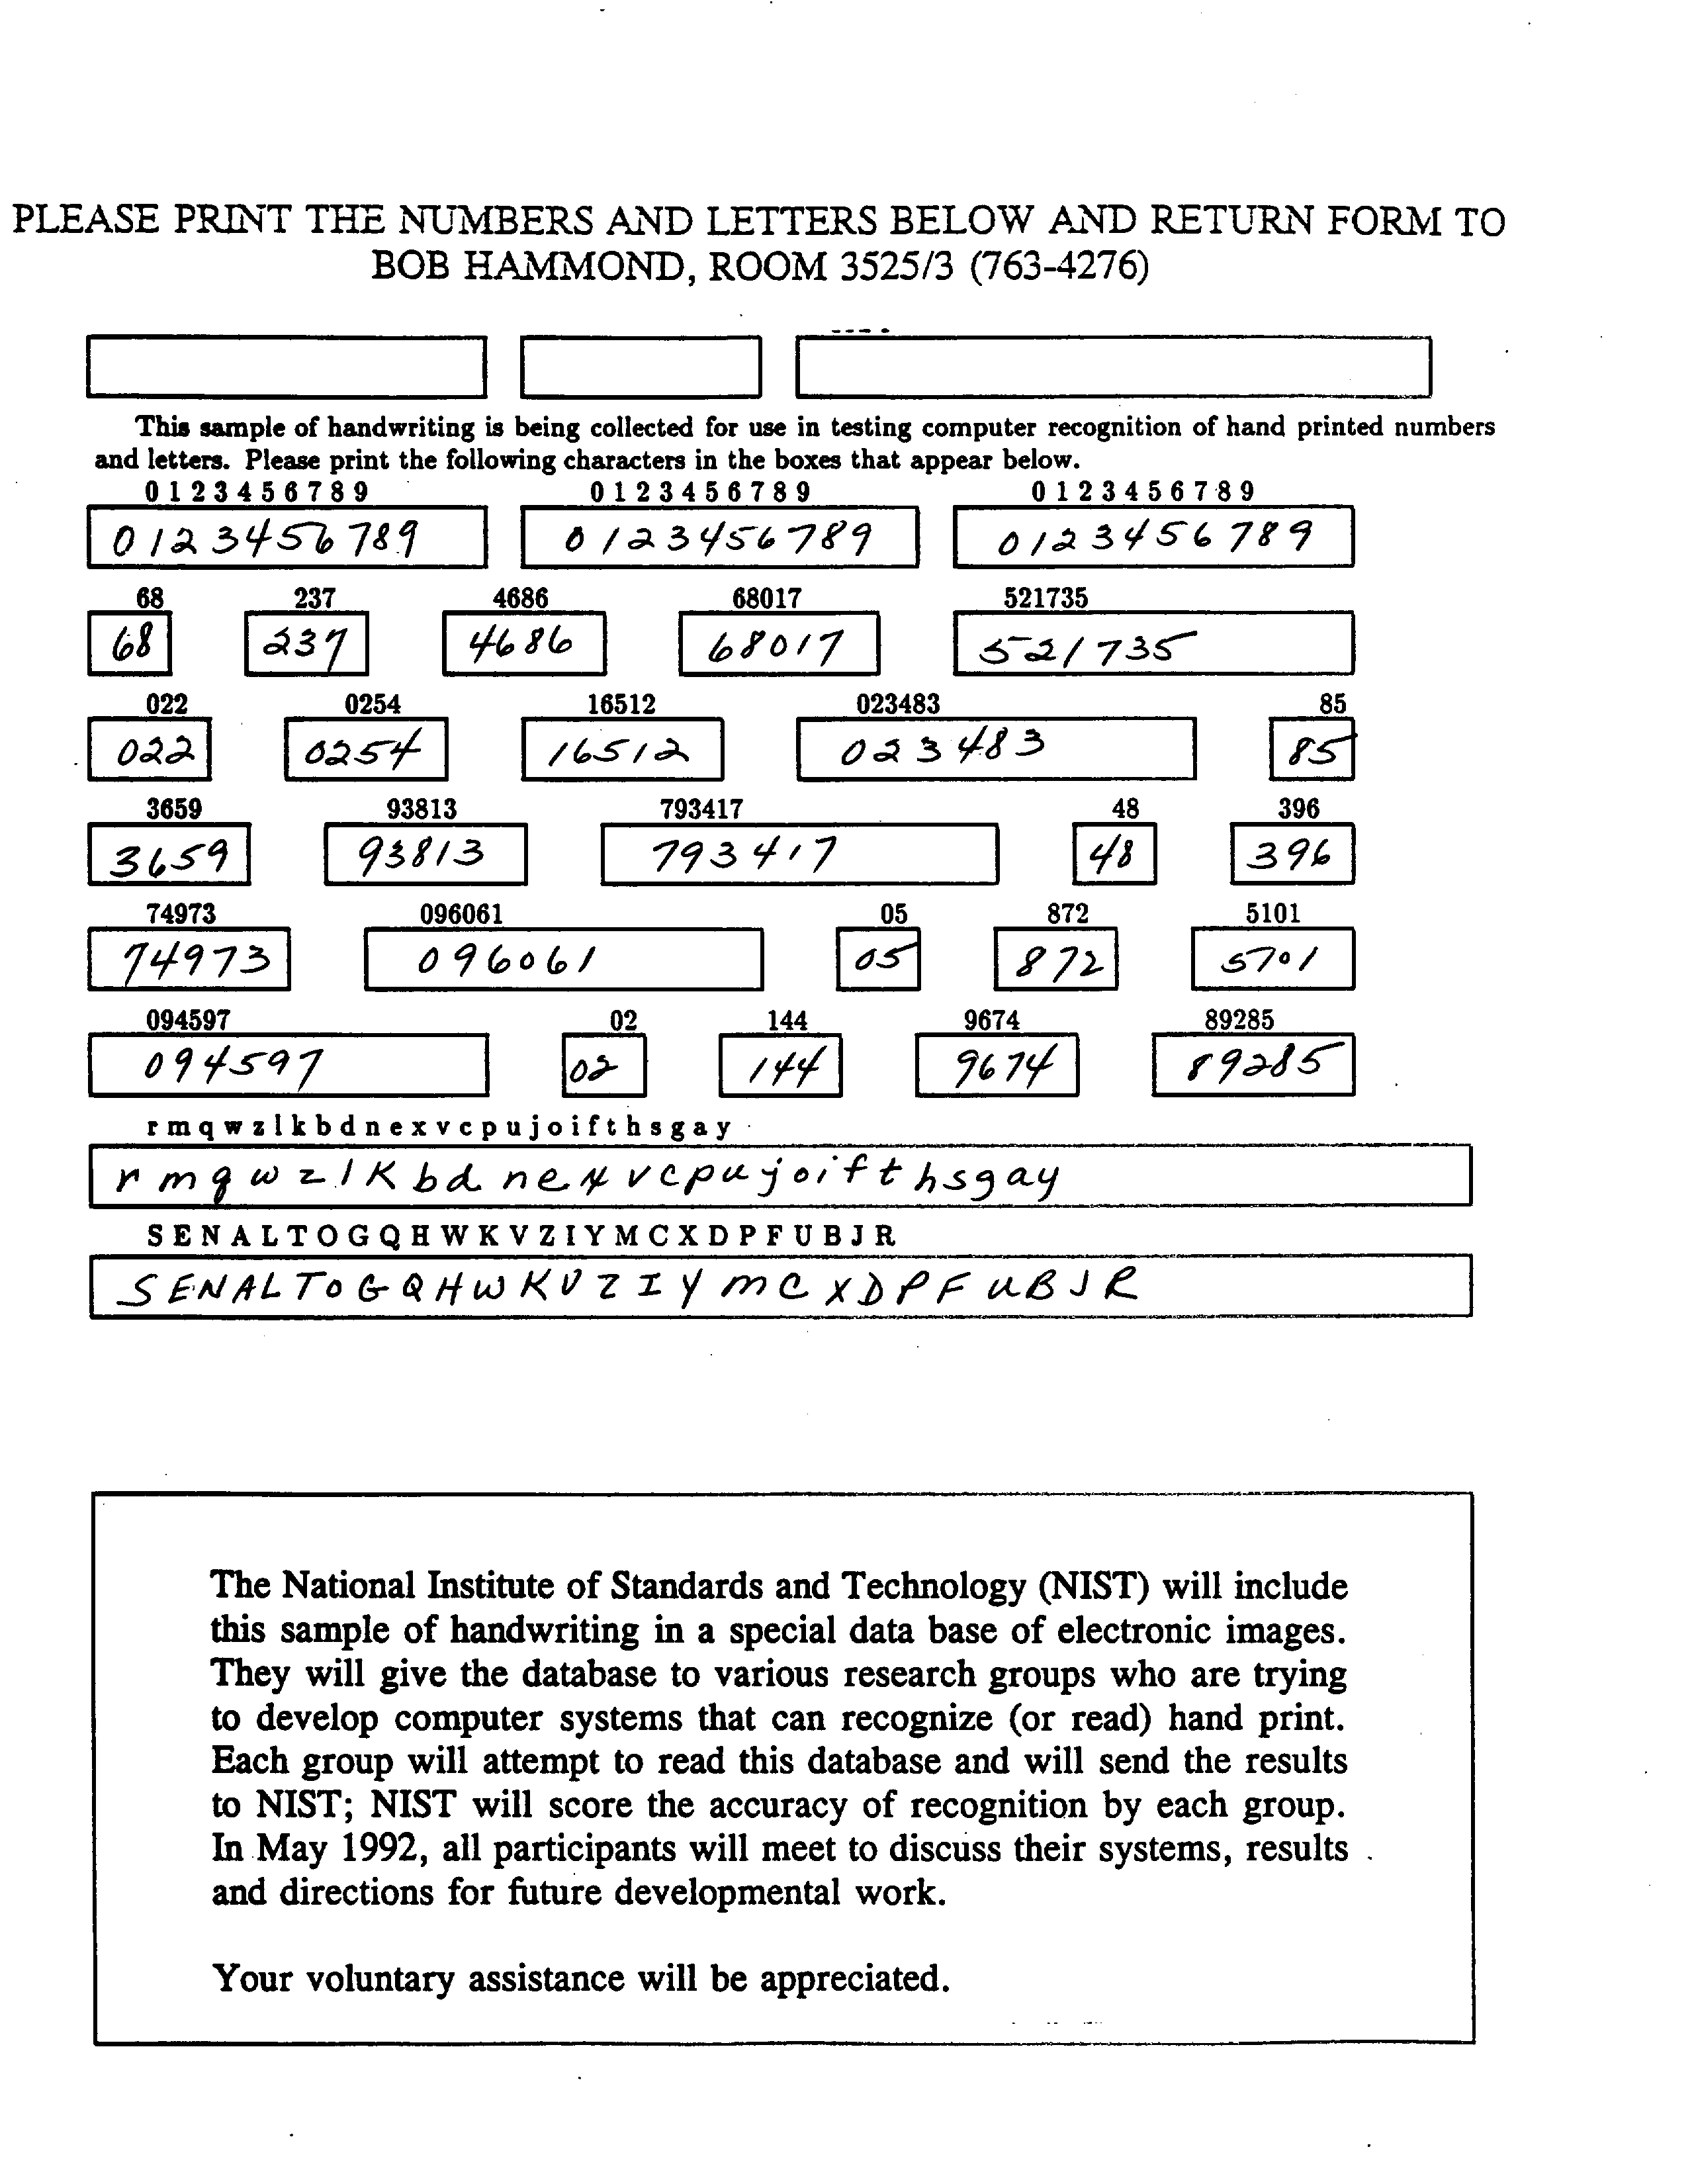 PLEASE PRINT THE NUMBERS AND LETTERS BELOW AND RETURN FORM TO
BOB HAMMOND, ROOM 3525/3 (763-4276)
This sample of handwriting is being collected for use in testing computer recognition of hand printed numbers
and letters. Please print the following characters in the boxes that appear below.
0 1 2 3 4 5 6 7 8 9 0 1 2 3 4 5 6 7 8 9 0 1 2 3 4 5 6 7 8 9
0123456789 0123456789 0123456789
68 237 4686 68017 521735
68 237 4686 68017 521735
022 0254 16512 023483 85
022 0254 16512 023483 85
3659 93813 793417 48 396
3659 93813 793417 48 396
74973 096061 05 872 5101
74973 096061 05 872 5701
094597 02 144 9674 89285
094597 02 144 9674 89285
r m q w z l k b d n e x v c p u j o i f t h s g a y
r m q w z l K b d n e x v c p u j o i f t h s g a y
S E N A L T O G Q H W K V Z I Y M C X D P F U B J R
S E N A L T O G Q H W K V Z I Y M C X D P F U B J R
The National Institute of Standards and Technology (NIST) will include
this sample of handwriting in a special data base of electronic images.
They will give the database to various research groups who are trying
to develop computer systems that can recognize (or read) hand print.
Each group will attempt to read this database and will send the results
to NIST; NIST will score the accuracy of recognition by each group.
In May 1992, all participants will meet to discuss their systems, results
and directions for future developmental work.
Your voluntary assistance will be appreciated.